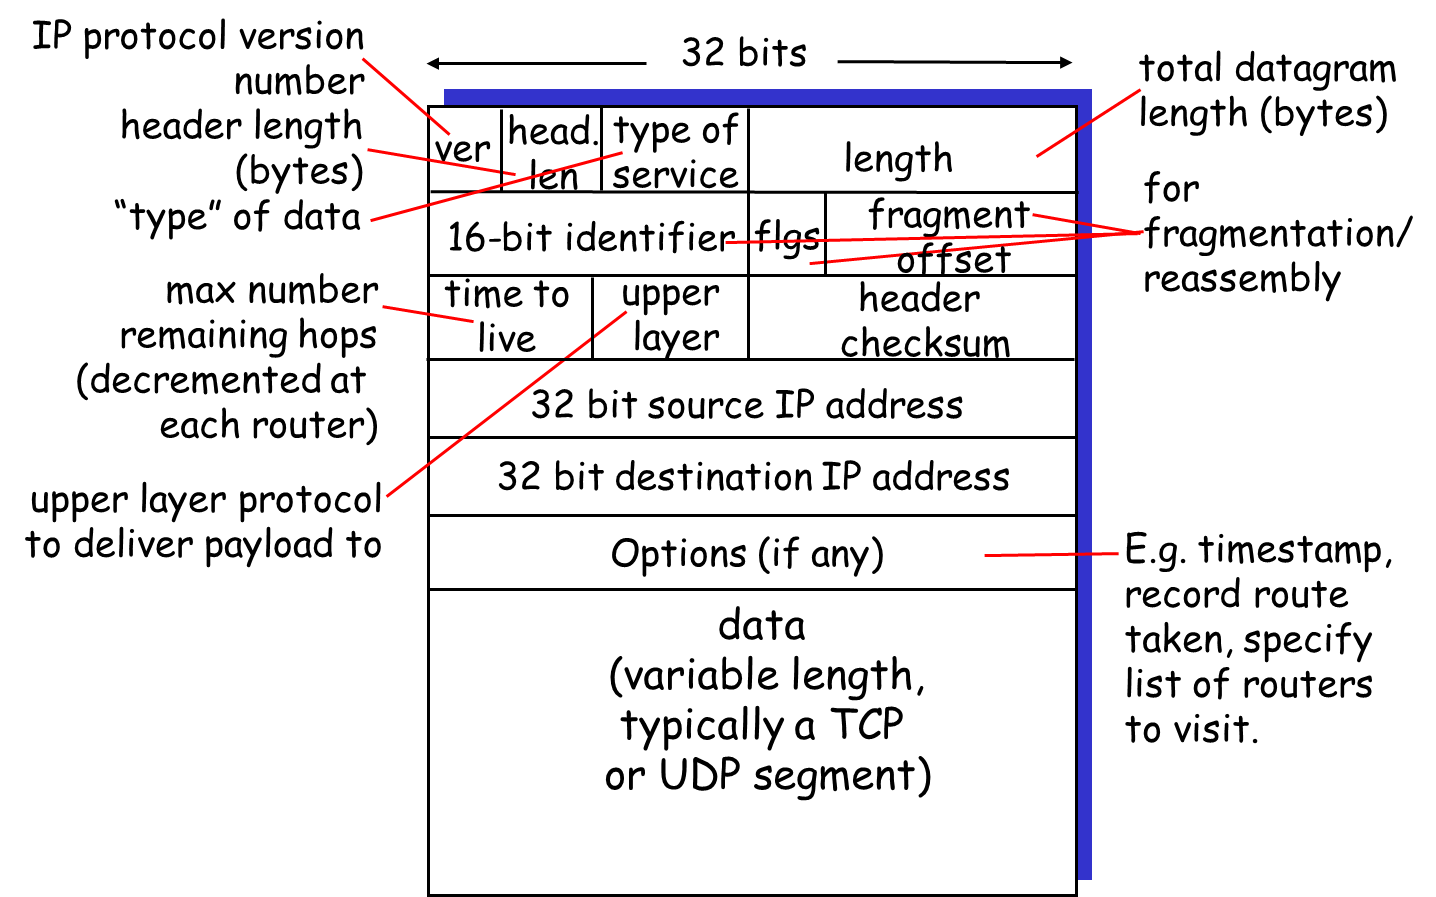 IP protocol version
number
header length
(bytes)
“type” of data
max number
remaining hops
(decremented at
each router)
upper layer protocol
to deliver payload to
32 bits
ver
head.
len
type of
service
length
16-bit identifier
flgs
fragment
offset
time to
live
upper
layer
header
checksum
32 bit source IP address
32 bit destination IP address
Options (if any)
data
(variable length,
typically a TCP
or UDP segment)
total datagram
length (bytes)
for
fragmentation/
reassembly
E.g. timestamp,
record route
taken, specify
list of routers
to visit.